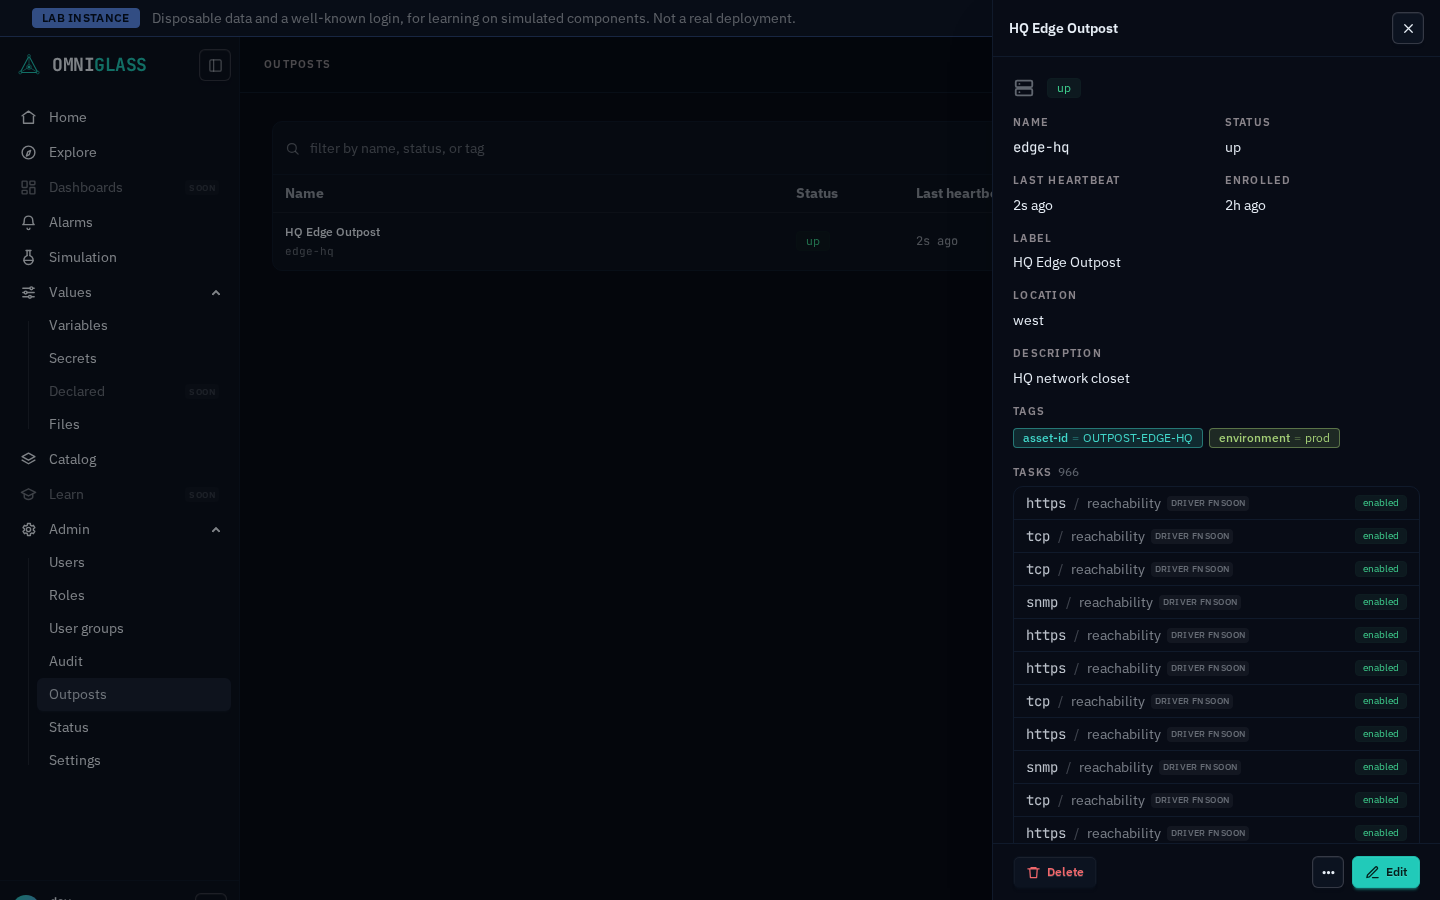 LAB INSTANCE Disposable data and a well-known login, for learning on simulated components. Not a real deployment.
OMNIGLASS
Home
Explore
Dashboards SOON
Alarms
Simulation
Values
Variables
Secrets
Declared SOON
Files
Catalog
Learn SOON
Admin
Users
Roles
User groups
Audit
Outposts
Status
Settings
OUTPOSTS
filter by name, status, or tag
Name Status Last heartb
HQ Edge Outpost
edge-hq
up 2s ago
HQ Edge Outpost
up
NAME STATUS
edge-hq up
LAST HEARTBEAT ENROLLED
2s ago 2h ago
LABEL
HQ Edge Outpost
LOCATION
west
DESCRIPTION
HQ network closet
TAGS
asset-id = OUTPOST-EDGE-HQ environment = prod
TASKS 966
https / reachability DRIVER FN SOON enabled
tcp / reachability DRIVER FN SOON enabled
tcp / reachability DRIVER FN SOON enabled
snmp / reachability DRIVER FN SOON enabled
https / reachability DRIVER FN SOON enabled
https / reachability DRIVER FN SOON enabled
tcp / reachability DRIVER FN SOON enabled
https / reachability DRIVER FN SOON enabled
snmp / reachability DRIVER FN SOON enabled
tcp / reachability DRIVER FN SOON enabled
https / reachability DRIVER FN SOON enabled
Delete Edit